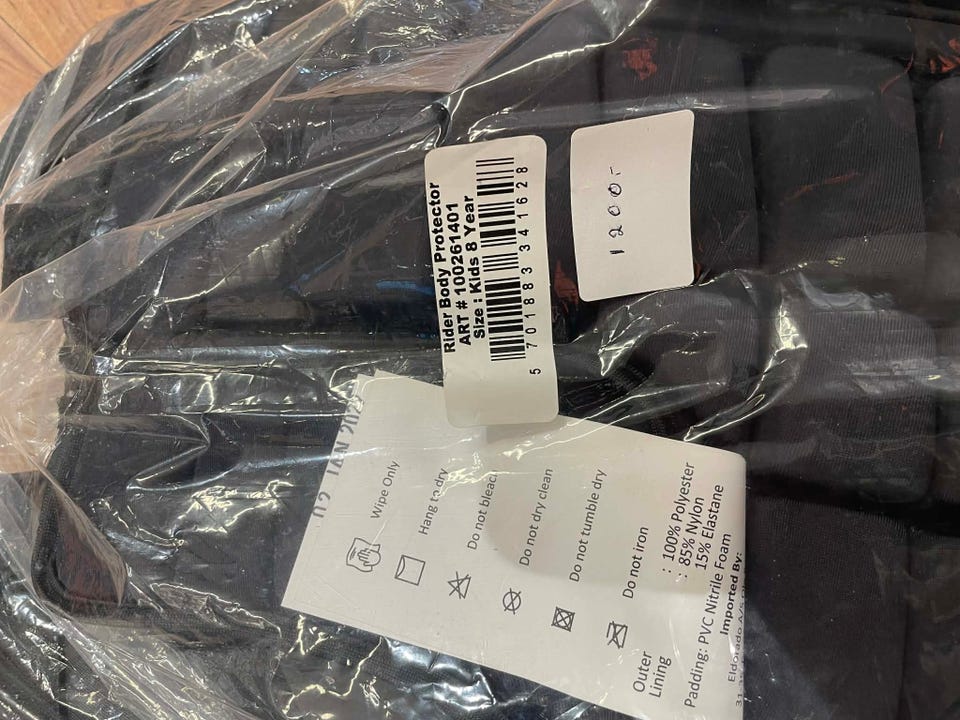 Rider Body Protector
ART # 100261401
Size : Kids 8 Year
5 701883 341628
12000:-
Wipe Only
Hang to dry
Do not bleach
Do not dry clean
Do not tumble dry
Do not iron
Outer : 100% Polyester
Lining : 85% Nylon
15% Elastane
Padding: PVC Nitrile Foam
Imported By:
Eldorado A/S